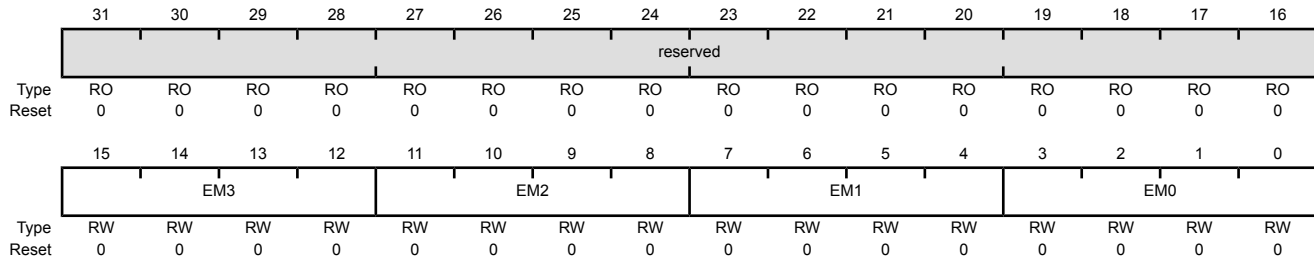 31 30 29 28 27 26 25 24 23 22 21 20 19 18 17 16
reserved
Type RO RO RO RO RO RO RO RO RO RO RO RO RO RO RO RO
Reset 0 0 0 0 0 0 0 0 0 0 0 0 0 0 0 0
15 14 13 12 11 10 9 8 7 6 5 4 3 2 1 0
EM3 EM2 EM1 EM0
Type RW RW RW RW RW RW RW RW RW RW RW RW RW RW RW RW
Reset 0 0 0 0 0 0 0 0 0 0 0 0 0 0 0 0